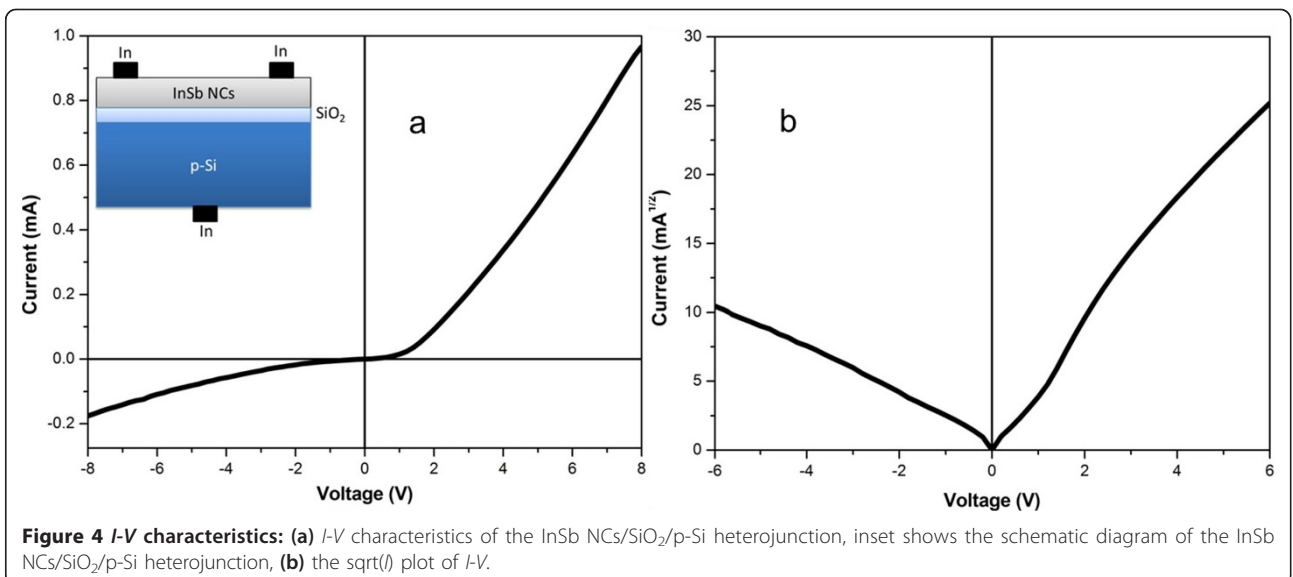 1.0
0.8
0.6
0.4
0.2
0.0
-0.2
Current (mA)
-8
-6
-4
-2
0
2
4
6
8
Voltage (V)
a
In
In
InSb NCs
SiO₂
p-Si
In
30
25
20
15
10
5
0
Current (mA¹/²)
-6
-4
-2
0
2
4
6
Voltage (V)
b
Figure 4 I-V characteristics: (a) I-V characteristics of the InSb NCs/SiO₂/p-Si heterojunction, inset shows the schematic diagram of the InSb
NCs/SiO₂/p-Si heterojunction, (b) the sqrt(I) plot of I-V.